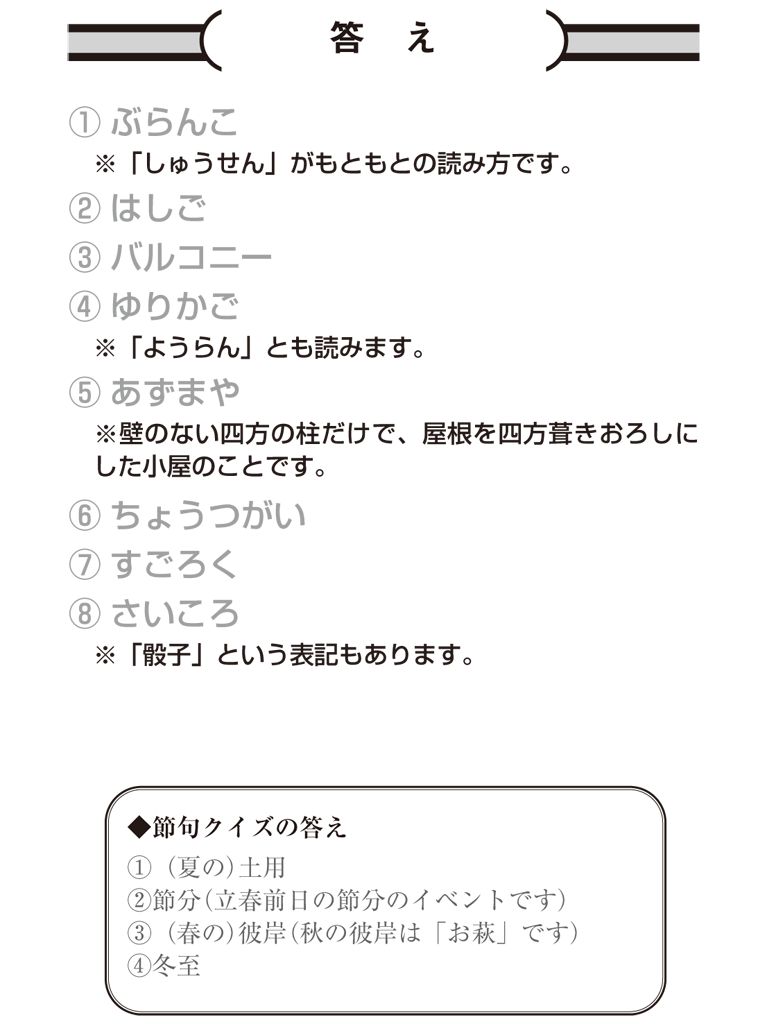 答 え
① ぶらんこ
※「しゅうせん」がもともとの読み方です。
② はしご
③ バルコニー
④ ゆりかご
※「ようらん」とも読みます。
⑤ あずまや
※壁のない四方の柱だけで、屋根を四方葺きおろしに
した小屋のことです。
⑥ ちょうつがい
⑦ すごろく
⑧ さいころ
※「骰子」という表記もあります。
◆節句クイズの答え
①（夏の）土用
②節分（立春前日の節分のイベントです）
③（春の）彼岸（秋の彼岸は「お萩」です）
④冬至